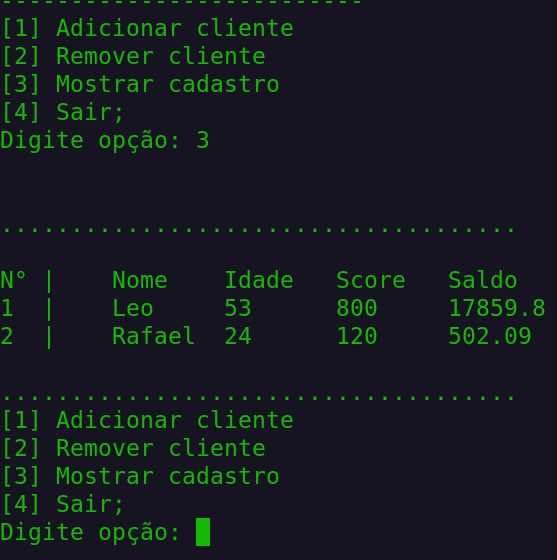 --------------------------
[1] Adicionar cliente
[2] Remover cliente
[3] Mostrar cadastro
[4] Sair;
Digite opção: 3
.....................................
N° |    Nome    Idade   Score   Saldo
1  |    Leo     53      800     17859.8
2  |    Rafael  24      120     502.09
.....................................
[1] Adicionar cliente
[2] Remover cliente
[3] Mostrar cadastro
[4] Sair;
Digite opção: